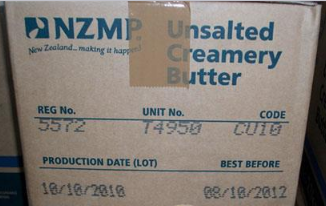 NZMP Unsalted
New Zealand... making it happen Creamery
Butter
REG No. UNIT No. CODE
5572 T4950 CU10
PRODUCTION DATE (LOT) BEST BEFORE
10/10/2010 08/10/2012